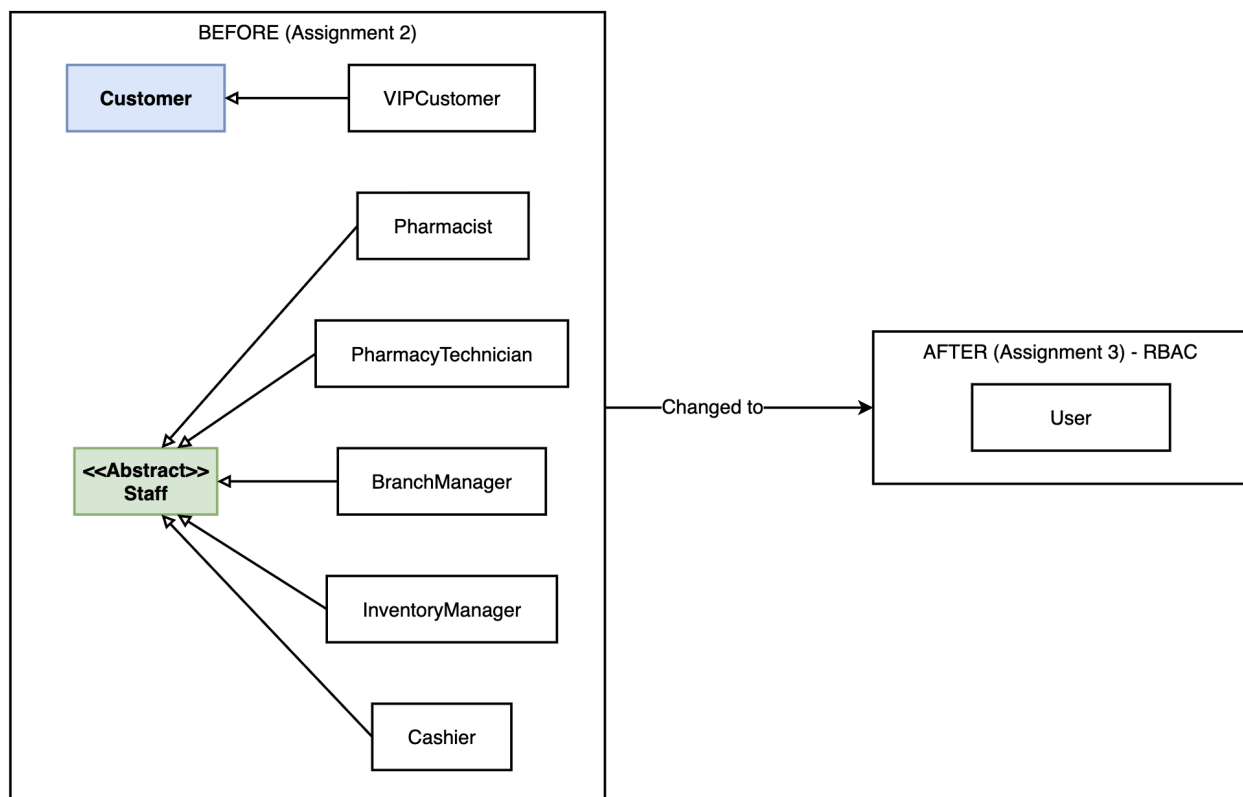 BEFORE (Assignment 2)
Customer
VIPCustomer
Pharmacist
PharmacyTechnician
<<Abstract>>
Staff
BranchManager
InventoryManager
Cashier
Changed to
AFTER (Assignment 3) - RBAC
User